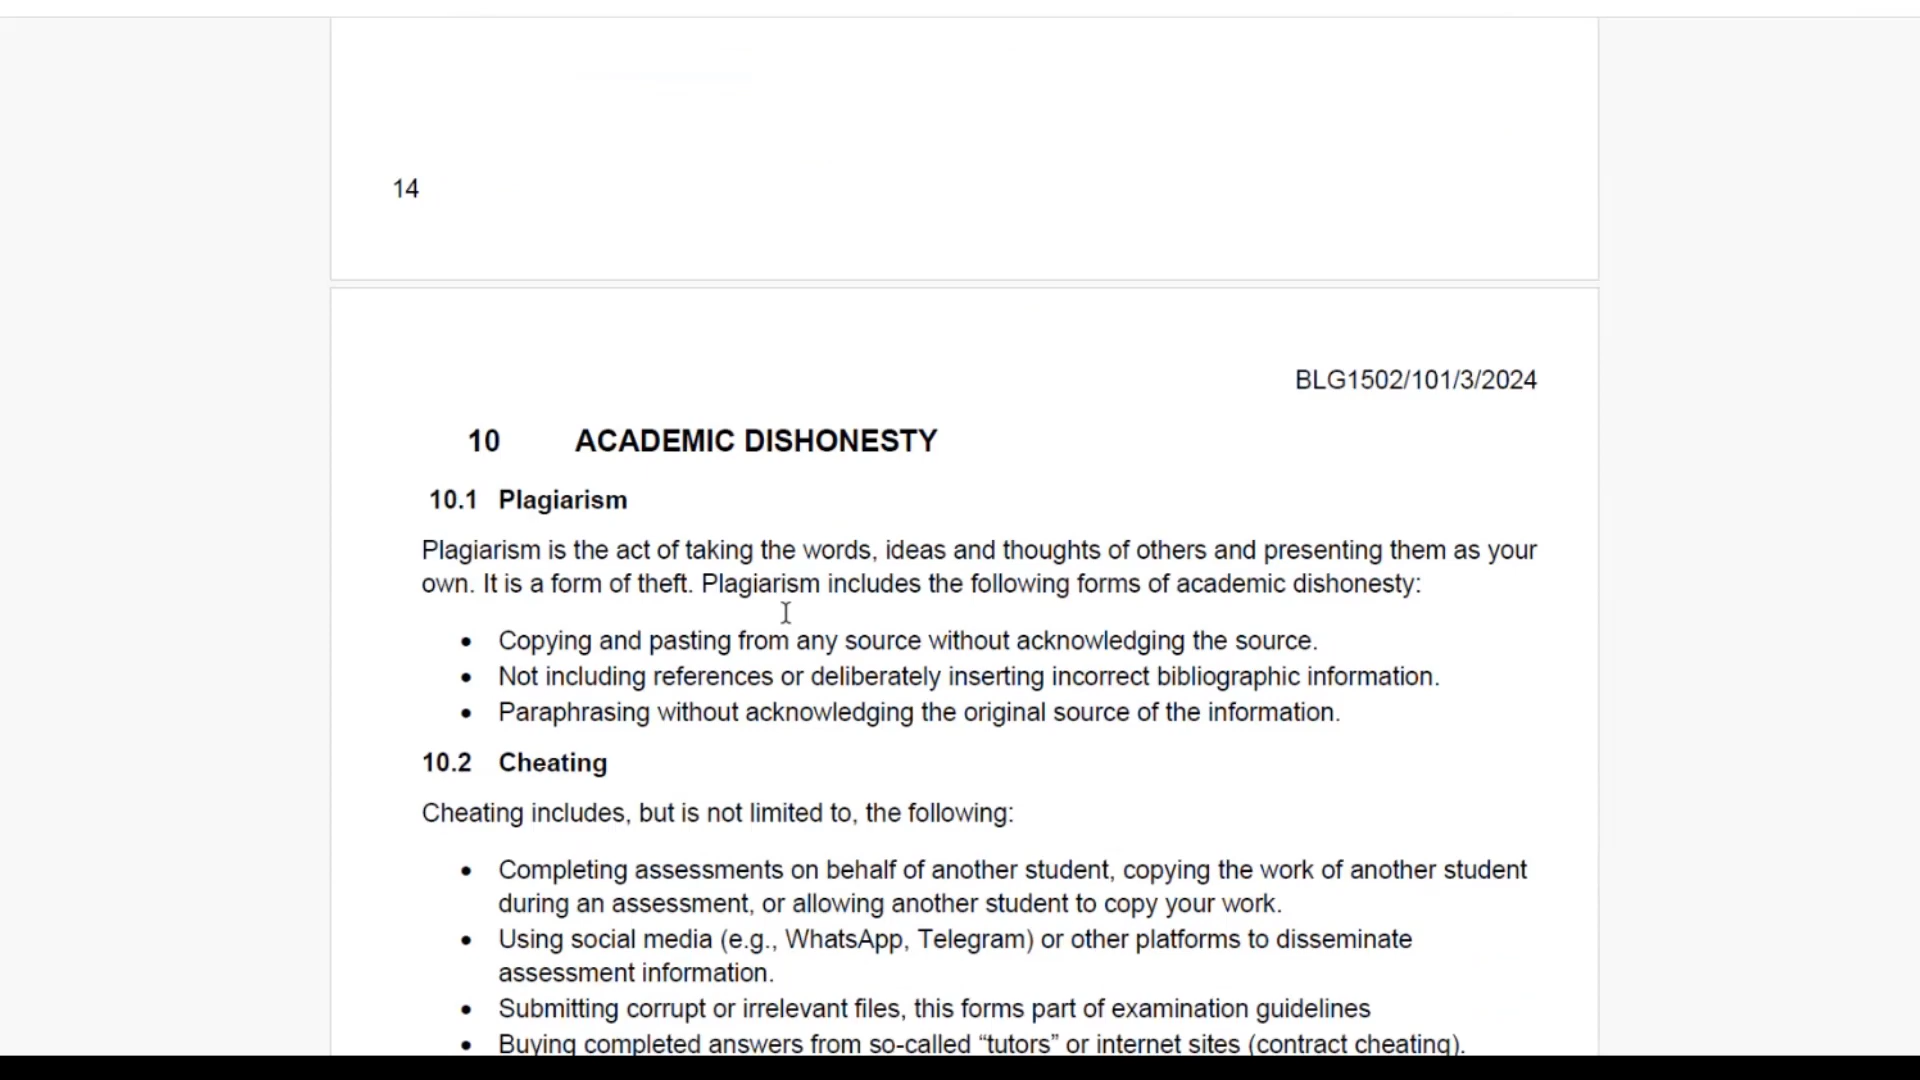 14
BLG1502/101/3/2024
10 ACADEMIC DISHONESTY
10.1 Plagiarism
Plagiarism is the act of taking the words, ideas and thoughts of others and presenting them as your
own. It is a form of theft. Plagiarism includes the following forms of academic dishonesty:
• Copying and pasting from any source without acknowledging the source.
• Not including references or deliberately inserting incorrect bibliographic information.
• Paraphrasing without acknowledging the original source of the information.
10.2 Cheating
Cheating includes, but is not limited to, the following:
• Completing assessments on behalf of another student, copying the work of another student
during an assessment, or allowing another student to copy your work.
• Using social media (e.g., WhatsApp, Telegram) or other platforms to disseminate
assessment information.
• Submitting corrupt or irrelevant files, this forms part of examination guidelines
• Buying completed answers from so-called “tutors” or internet sites (contract cheating).